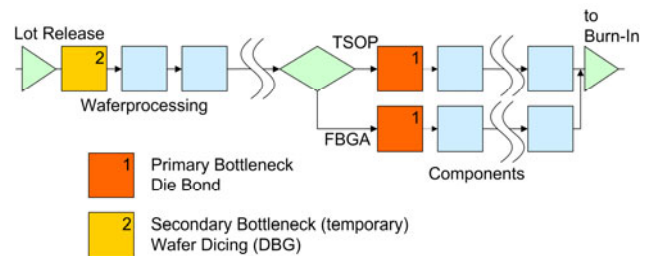 Lot Release
2
Waferprocessing
TSOP
1
to
Burn-In
FBGA
1
Components
1
Primary Bottleneck
Die Bond
2
Secondary Bottleneck (temporary)
Wafer Dicing (DBG)